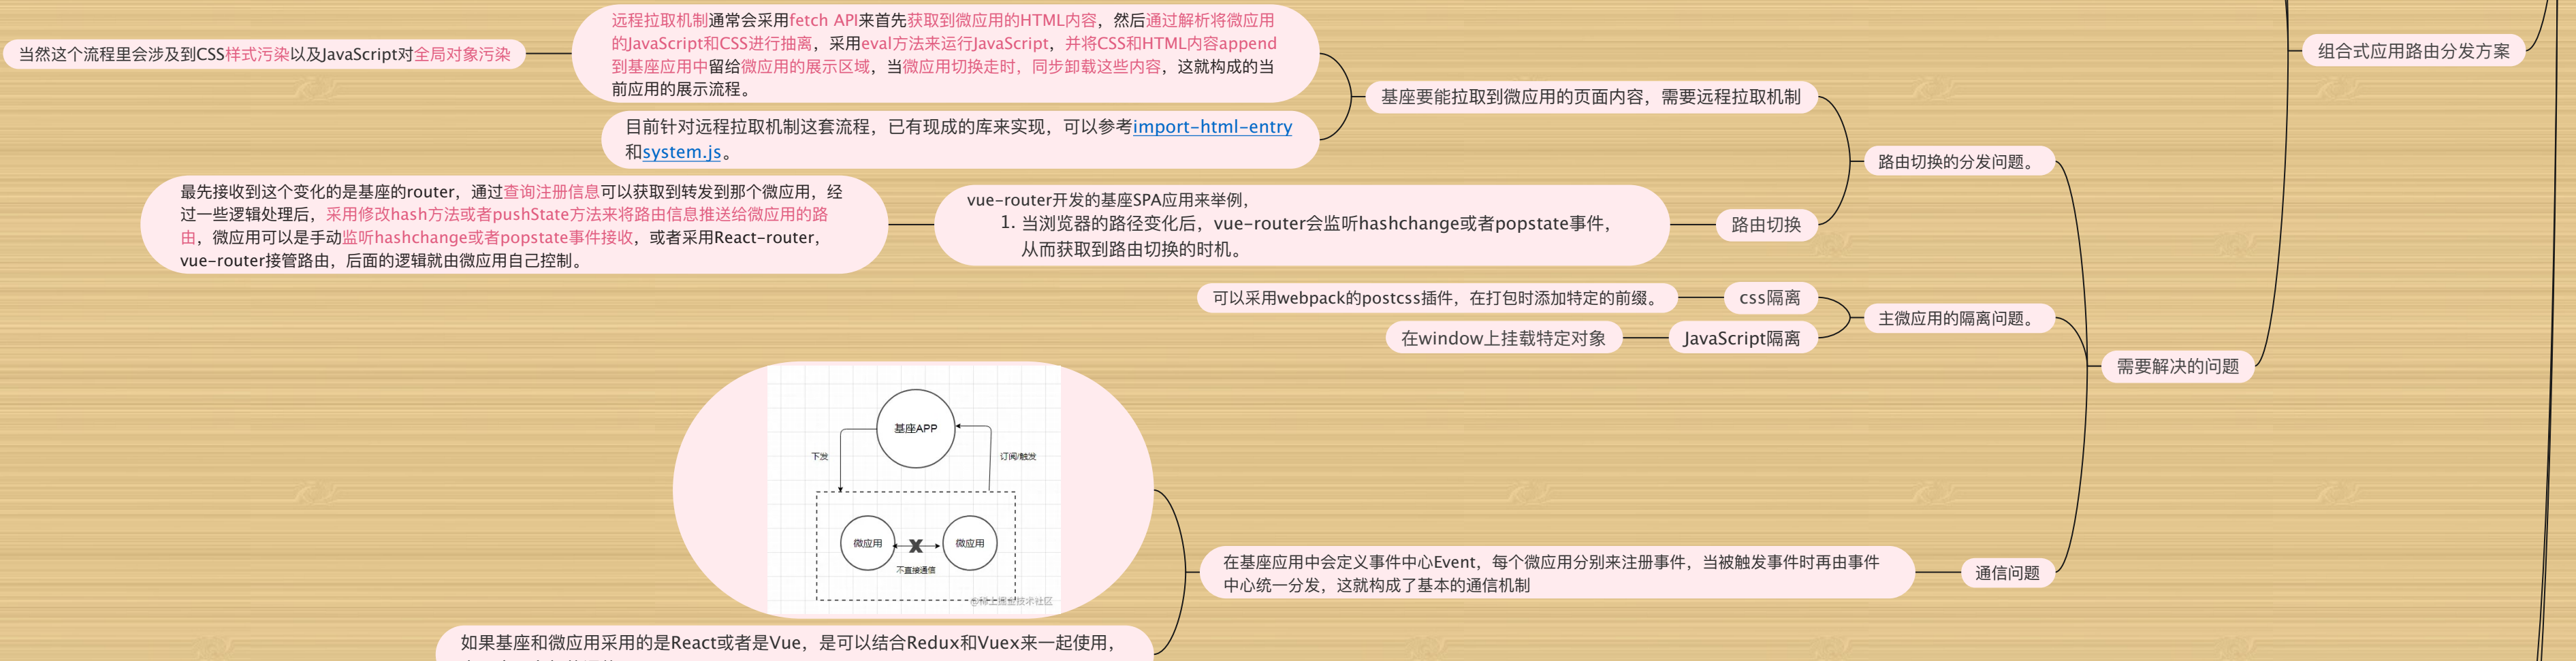 组合式应用路由分发方案
需要解决的问题
路由切换的分发问题。
基座要能拉取到微应用的页面内容，需要远程拉取机制
远程拉取机制通常会采用fetch API来首先获取到微应用的HTML内容，然后通过解析将微应用
的JavaScript和CSS进行抽离，采用eval方法来运行JavaScript，并将CSS和HTML内容append
到基座应用中留给微应用的展示区域，当微应用切换走时，同步卸载这些内容，这就构成的当
前应用的展示流程。
当然这个流程里会涉及到CSS样式污染以及JavaScript对全局对象污染
目前针对远程拉取机制这套流程，已有现成的库来实现，可以参考import-html-entry
和system.js。
路由切换
vue-router开发的基座SPA应用来举例，
1. 当浏览器的路径变化后，vue-router会监听hashchange或者popstate事件，
从而获取到路由切换的时机。
最先接收到这个变化的是基座的router，通过查询注册信息可以获取到转发到那个微应用，经
过一些逻辑处理后，采用修改hash方法或者pushState方法来将路由信息推送给微应用的路
由，微应用可以是手动监听hashchange或者popstate事件接收，或者采用React-router，
vue-router接管路由，后面的逻辑就由微应用自己控制。
主微应用的隔离问题。
css隔离
可以采用webpack的postcss插件，在打包时添加特定的前缀。
JavaScript隔离
在window上挂载特定对象
通信问题
在基座应用中会定义事件中心Event，每个微应用分别来注册事件，当被触发事件时再由事件
中心统一分发，这就构成了基本的通信机制
基座APP
下发
订阅/触发
微应用
微应用
不直接通信
@稀土掘金技术社区
如果基座和微应用采用的是React或者是Vue，是可以结合Redux和Vuex来一起使用，